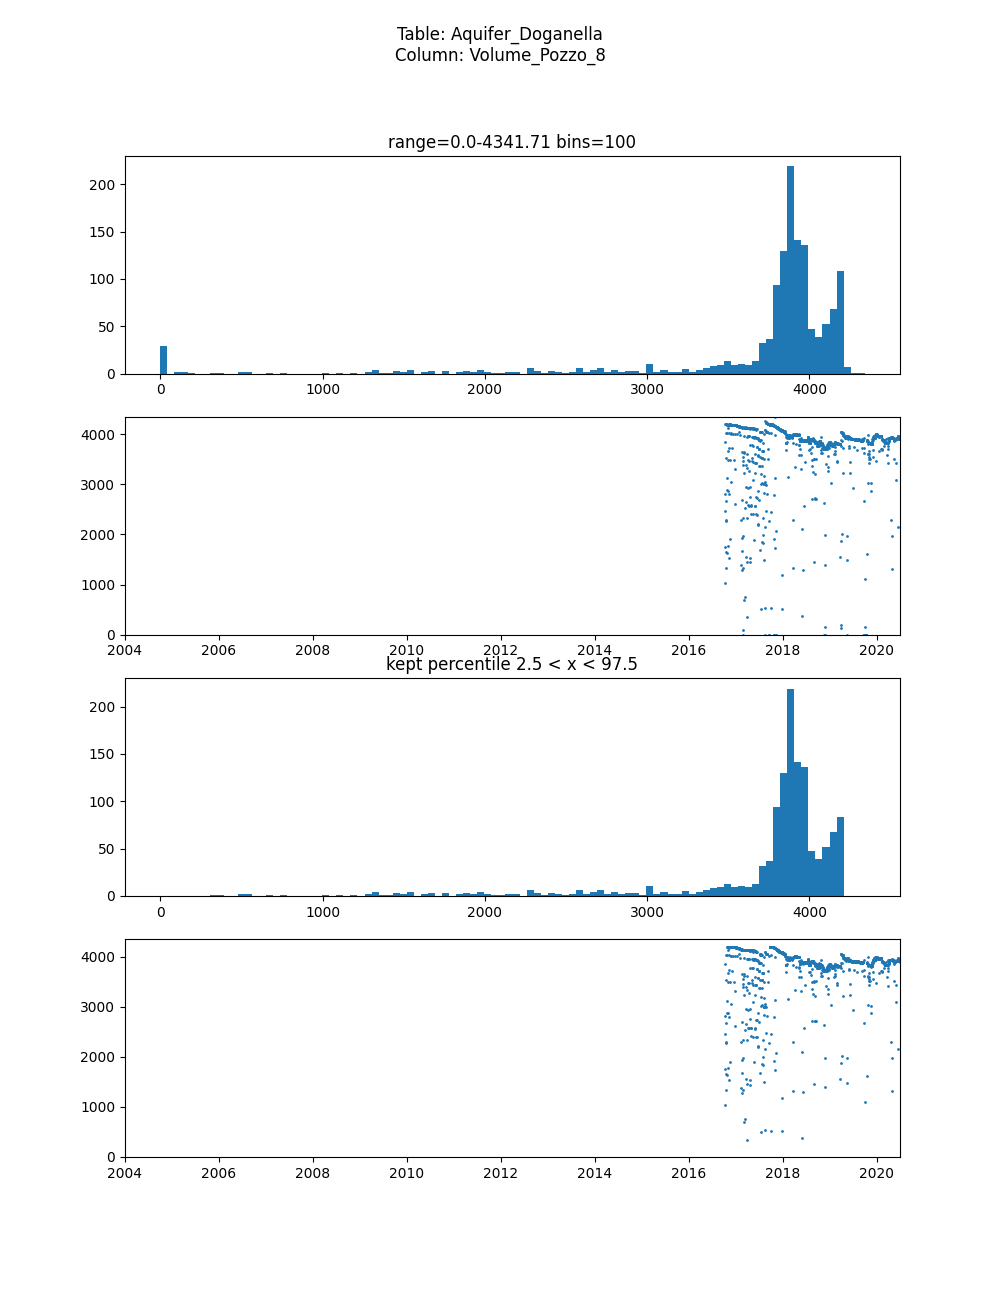 Table: Aquifer_Doganella
Column: Volume_Pozzo_8
range=0.0-4341.71 bins=100
200
150
100
50
0
0 1000 2000 3000 4000
4000
3000
2000
1000
0
2004 2006 2008 2010 2012 2014 2016 2018 2020
kept percentile 2.5 < x < 97.5
200
150
100
50
0
0 1000 2000 3000 4000
4000
3000
2000
1000
0
2004 2006 2008 2010 2012 2014 2016 2018 2020